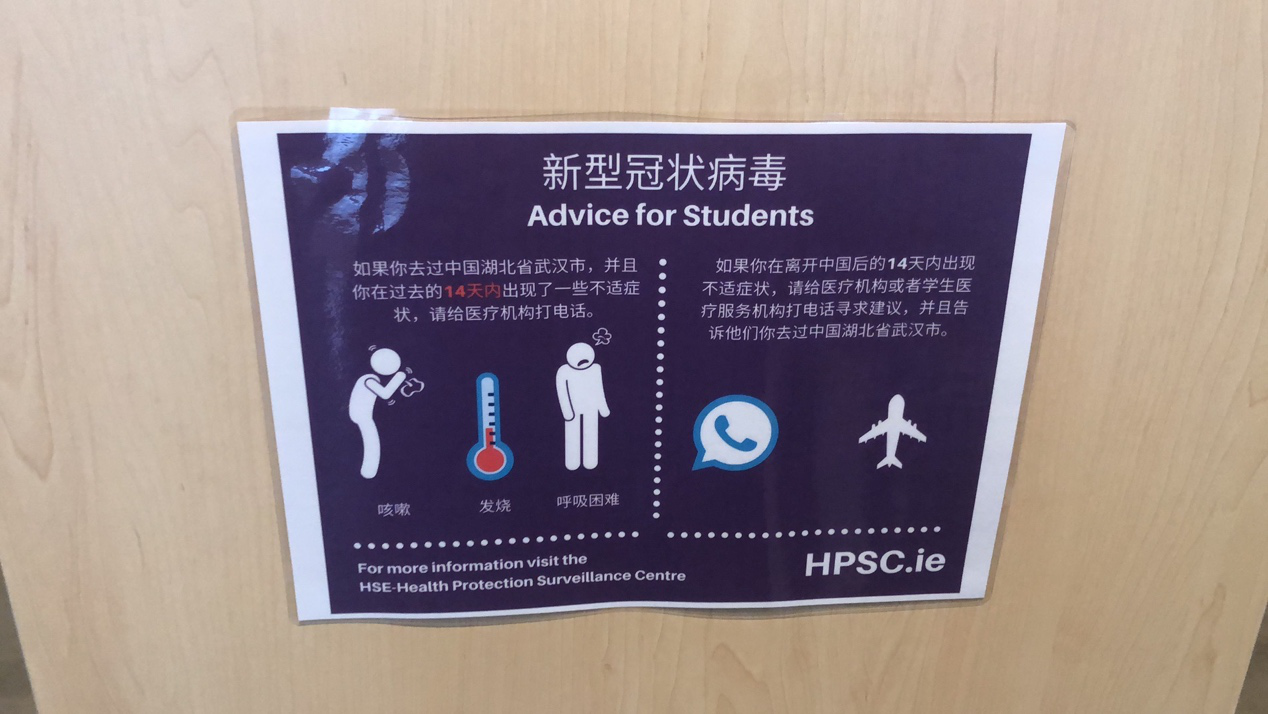 新型冠状病毒
Advice for Students
如果你去过中国湖北省武汉市，并且
你在过去的14天内出现了一些不适症
状，请给医疗机构打电话。
咳嗽
发烧
呼吸困难
如果你在离开中国后的14天内出现
不适症状，请给医疗机构或者学生医
疗服务机构打电话寻求建议，并且告
诉他们你去过中国湖北省武汉市。
For more information visit the
HSE-Health Protection Surveillance Centre
HPSC.ie